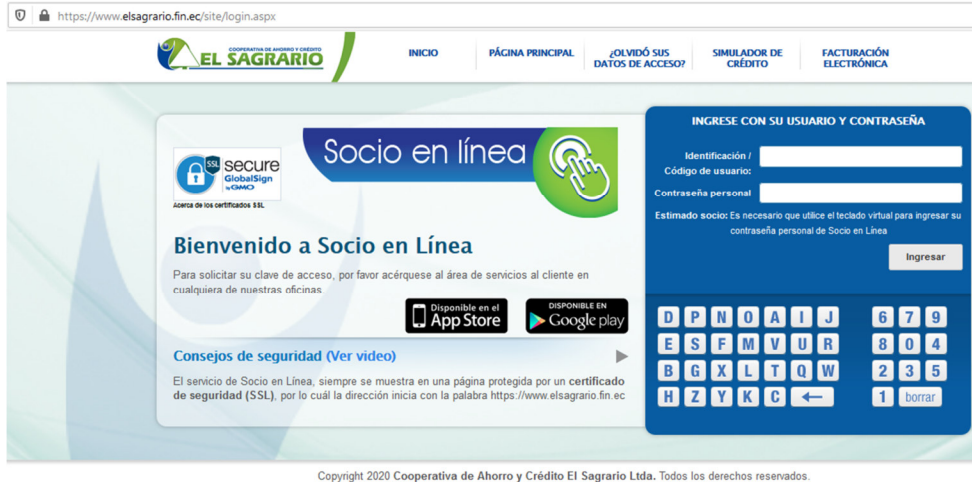 https://www.elsagrario.fin.ec/site/login.aspx
COOPERATIVA DE AHORRO Y CRÉDITO
EL SAGRARIO
INICIO
PÁGINA PRINCIPAL
¿OLVIDÓ SUS
DATOS DE ACCESO?
SIMULADOR DE
CRÉDITO
FACTURACIÓN
ELECTRÓNICA
SSL
secure
GlobalSign
by GMO
Acerca de los certificados SSL
Socio en línea
Bienvenido a Socio en Línea
Para solicitar su clave de acceso, por favor acérquese al área de servicios al cliente en
cualquiera de nuestras oficinas
Disponible en el
App Store
DISPONIBLE EN
Google play
Consejos de seguridad (Ver video)
El servicio de Socio en Línea, siempre se muestra en una página protegida por un certificado
de seguridad (SSL), por lo cuál la dirección inicia con la palabra https://www.elsagrario.fin.ec
INGRESE CON SU USUARIO Y CONTRASEÑA
Identificación /
Código de usuario:
Contraseña personal
Estimado socio: Es necesario que utilice el teclado virtual para ingresar su
contraseña personal de Socio en Línea
Ingresar
D P N O A I J 6 7 9
E S F M V U R 8 0 4
B G X L T Q W 2 3 5
H Z Y K C ← 1 borrar
Copyright 2020 Cooperativa de Ahorro y Crédito El Sagrario Ltda. Todos los derechos reservados.